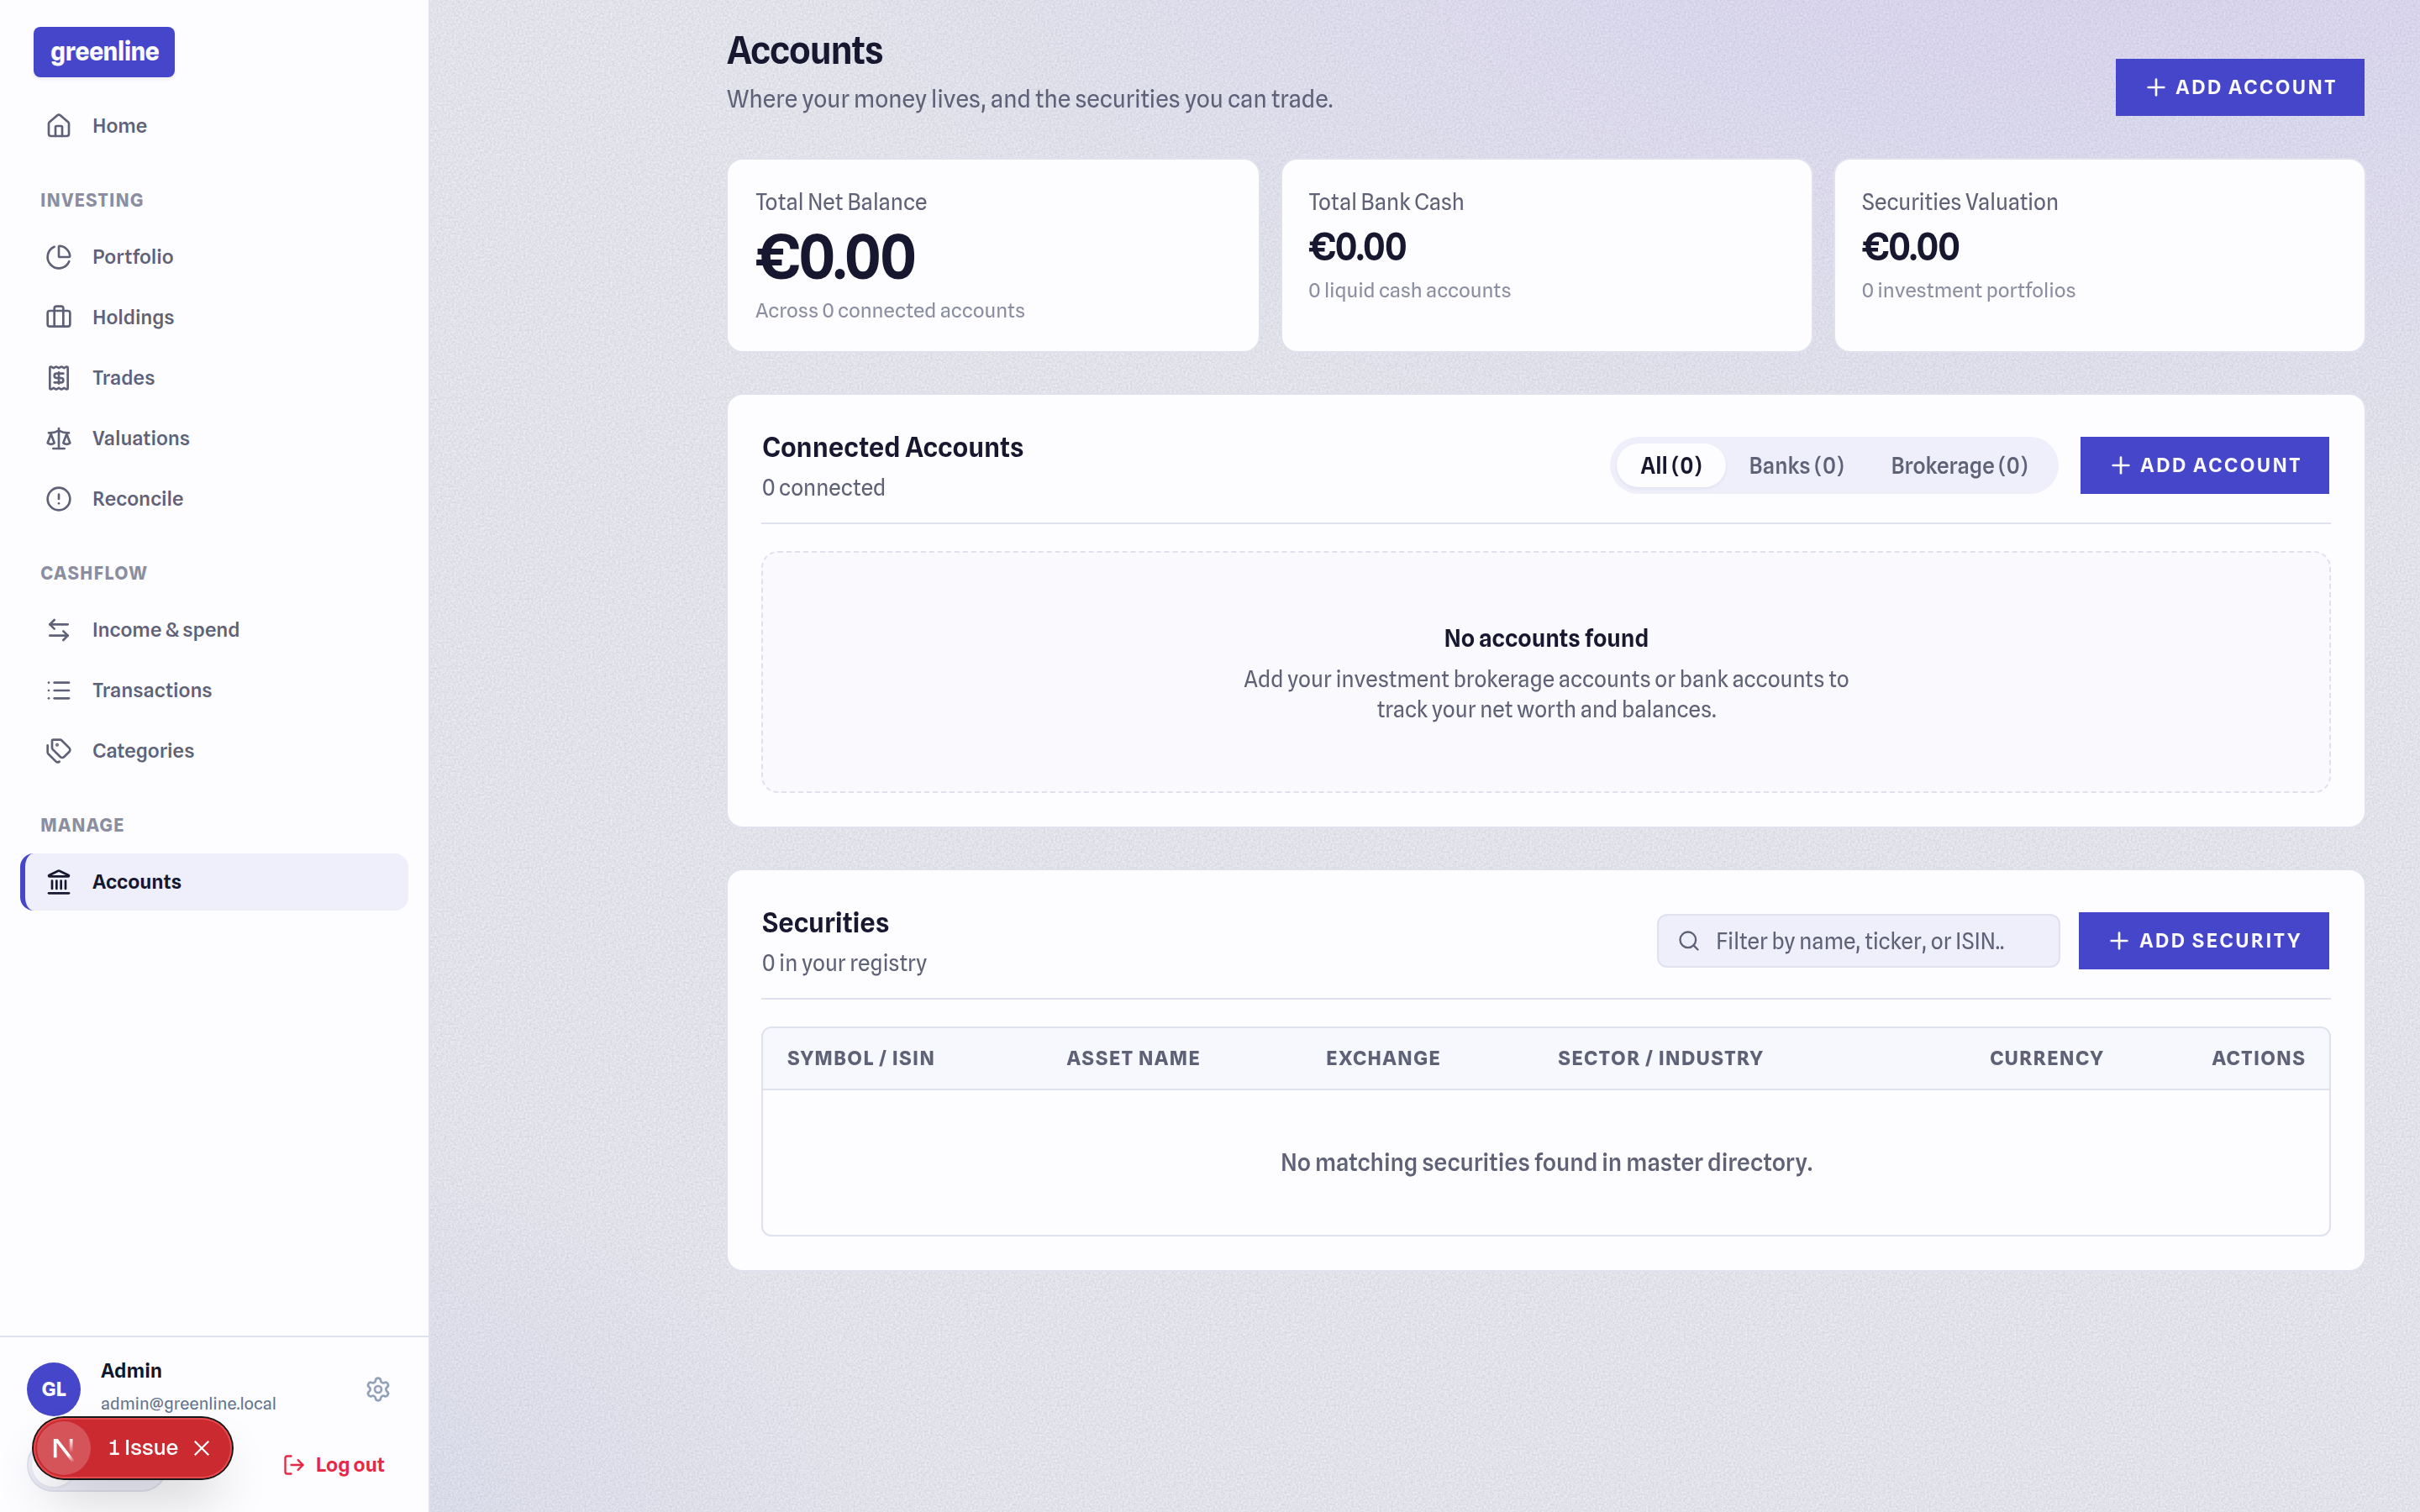 greenline
Home
INVESTING
Portfolio
Holdings
Trades
Valuations
Reconcile
CASHFLOW
Income & spend
Transactions
Categories
MANAGE
Accounts
GL
Admin
admin@greenline.local
N
1 Issue
Log out
Accounts
Where your money lives, and the securities you can trade.
ADD ACCOUNT
Total Net Balance
€0.00
Across 0 connected accounts
Total Bank Cash
€0.00
0 liquid cash accounts
Securities Valuation
€0.00
0 investment portfolios
Connected Accounts
0 connected
All (0)
Banks (0)
Brokerage (0)
ADD ACCOUNT
No accounts found
Add your investment brokerage accounts or bank accounts to
track your net worth and balances.
Securities
0 in your registry
Filter by name, ticker, or ISIN..
ADD SECURITY
SYMBOL / ISIN
ASSET NAME
EXCHANGE
SECTOR / INDUSTRY
CURRENCY
ACTIONS
No matching securities found in master directory.